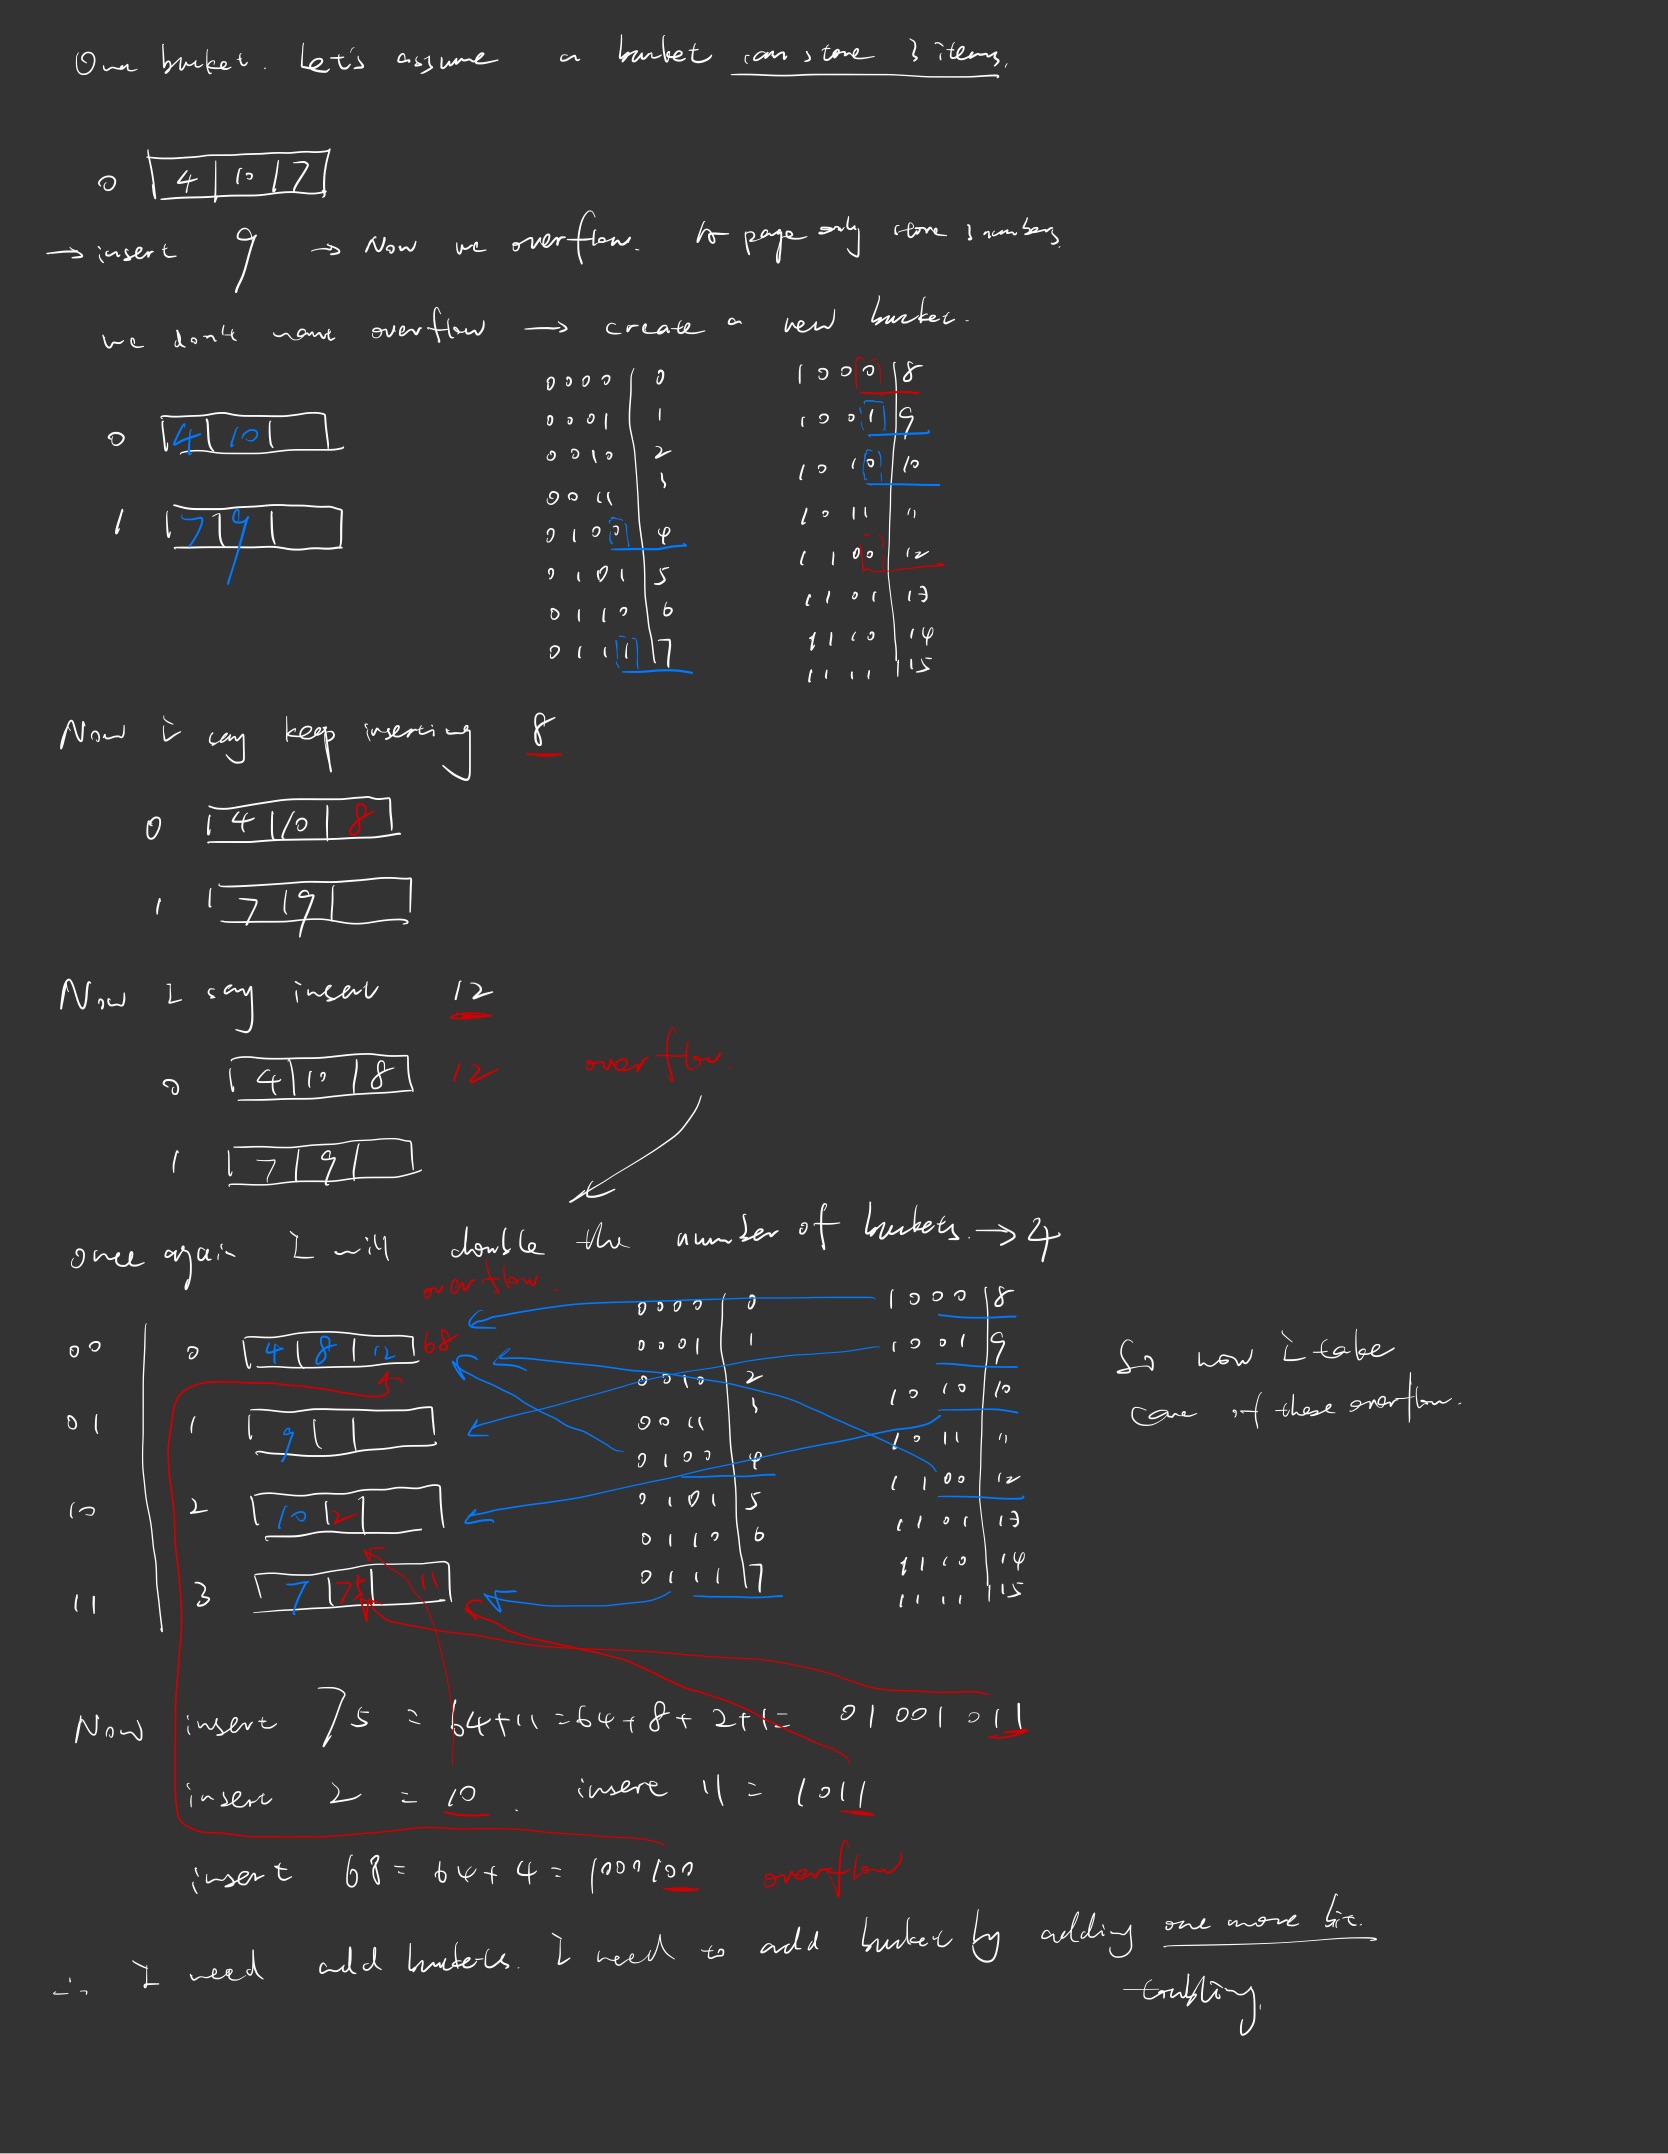 One bucket. Let's assume a bucket can store 3 items.
0 4 10 7
→ insert 9 → Now we overflow. A page only store 3 numbers
we don't want overflow → create a new bucket.
0000 0 1000 8
0001 1 1001 9
0 4 10
0010 2 1010 10
0011 3 1011 11
1 7 9
0100 4 1100 12
0101 5 1101 13
0110 6 1110 14
0111 7 1111 15
Now I say keep inserting 8
0 4 10 8
1 7 9
Now I say insert 12
0 4 10 8 12 overflow.
1 7 9
once again I will double the number of buckets. → 4
overflow.
00 0 4 8 12 68
01 1 9
10 2 10 2
11 3 7 75 11
0000 0 1000 8
0001 1 1001 9
0010 2 1010 10
0011 3 1011 11
0100 4 1100 12
0101 5 1101 13
0110 6 1110 14
0111 7 1111 15
So now I take
care of these overflow.
Now insert 75 = 64+11 = 64+8+2+1 = 01001011
insert 2 = 10. insert 11 = 1011
insert 68 = 64+4 = 1000100 overflow
∴ I need add buckets. I need to add bucket by adding one more bit.